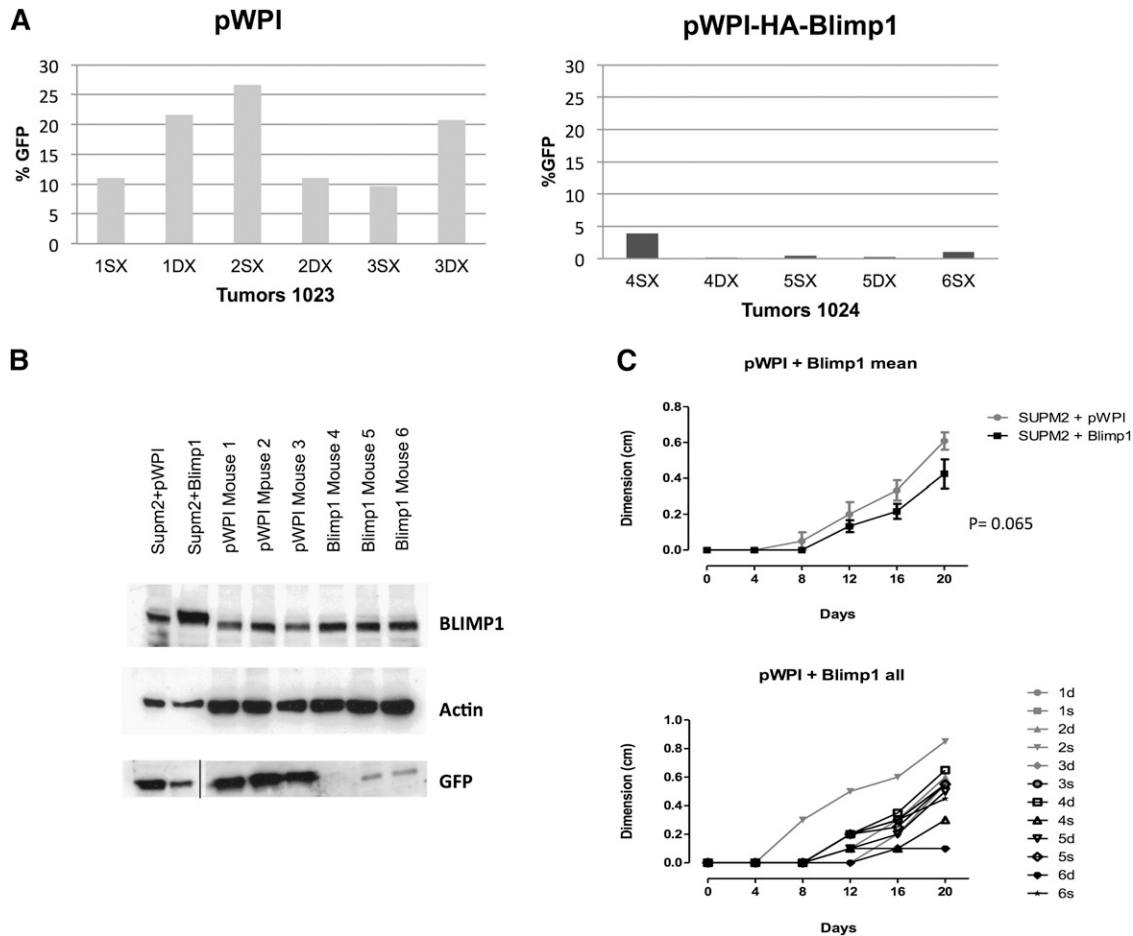 A
pWPI
% GFP
30
25
20
15
10
5
0
1SX 1DX 2SX 2DX 3SX 3DX
Tumors 1023
pWPI-HA-Blimp1
%GFP
30
25
20
15
10
5
0
4SX 4DX 5SX 5DX 6SX
Tumors 1024
B
Supm2+pWPI
Supm2+Blimp1
pWPI Mouse 1
pWPI Mpuse 2
pWPI Mouse 3
Blimp1 Mouse 4
Blimp1 Mouse 5
Blimp1 Mouse 6
BLIMP1
Actin
GFP
C
pWPI + Blimp1 mean
Dimension (cm)
0.8
0.6
0.4
0.2
0.0
0 4 8 12 16 20
Days
SUPM2 + pWPI
SUPM2 + Blimp1
P= 0.065
pWPI + Blimp1 all
Dimension (cm)
1.0
0.8
0.6
0.4
0.2
0.0
0 4 8 12 16 20
Days
1d
1s
2d
2s
3d
3s
4d
4s
5d
5s
6d
6s